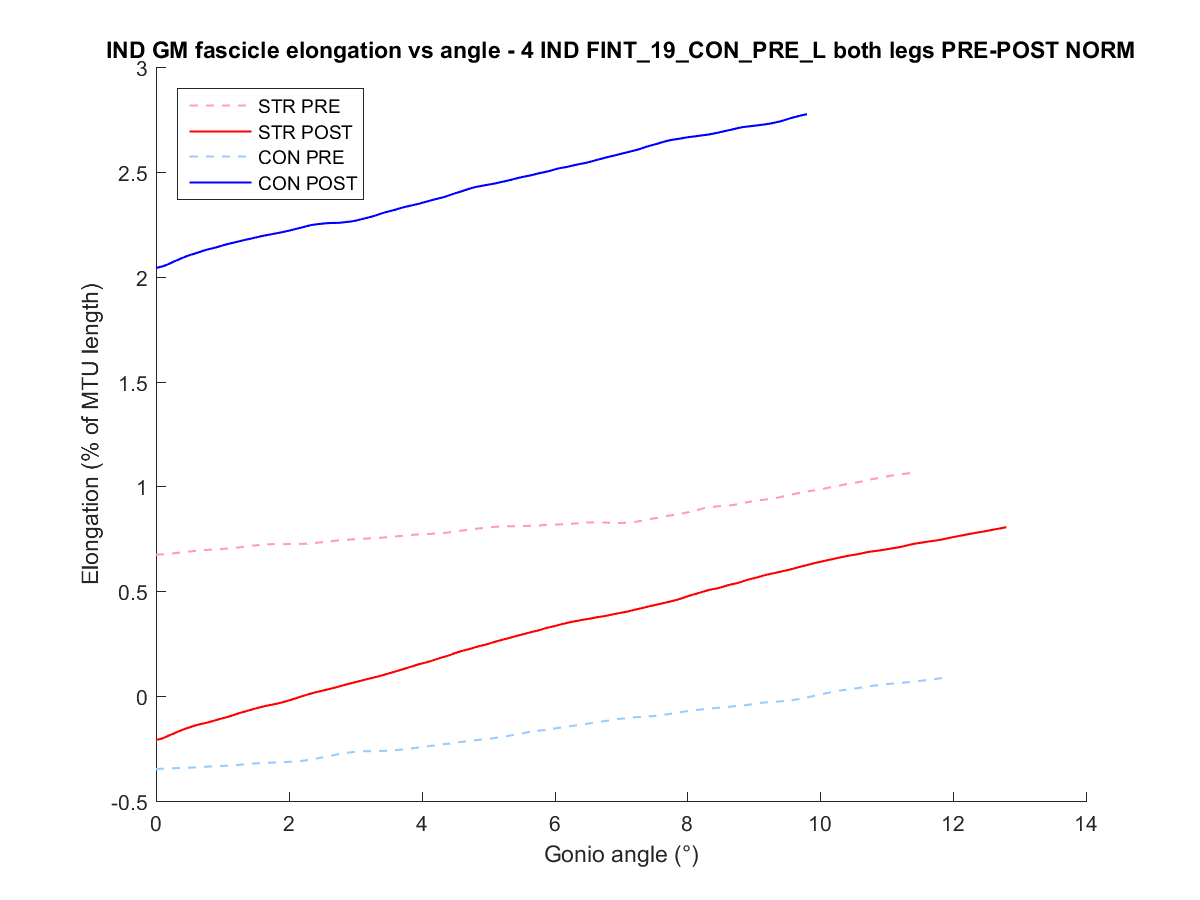 IND GM fascicle elongation vs angle - 4 IND FINT_19_CON_PRE_L both legs PRE-POST NORM
STR PRE
STR POST
CON PRE
CON POST
Elongation (% of MTU length)
3
2.5
2
1.5
1
0.5
0
-0.5
0 2 4 6 8 10 12 14
Gonio angle (°)